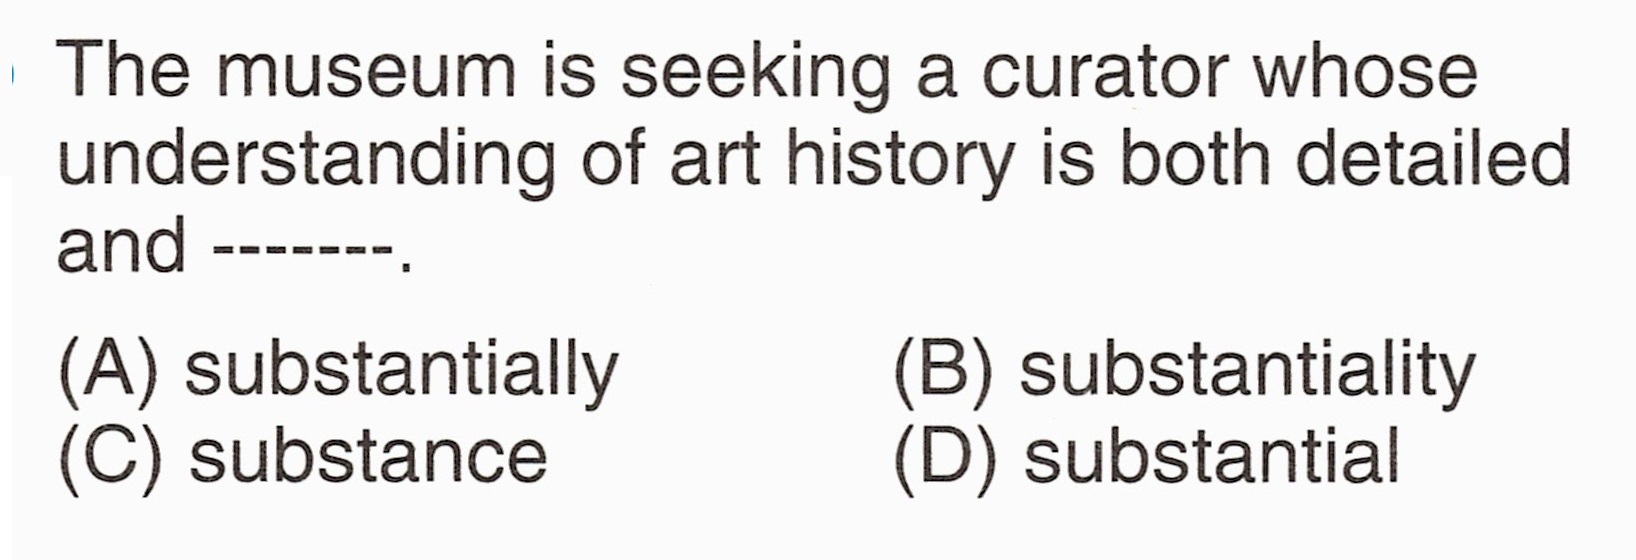 The museum is seeking a curator whose
understanding of art history is both detailed
and -------.
(A) substantially (B) substantiality
(C) substance (D) substantial